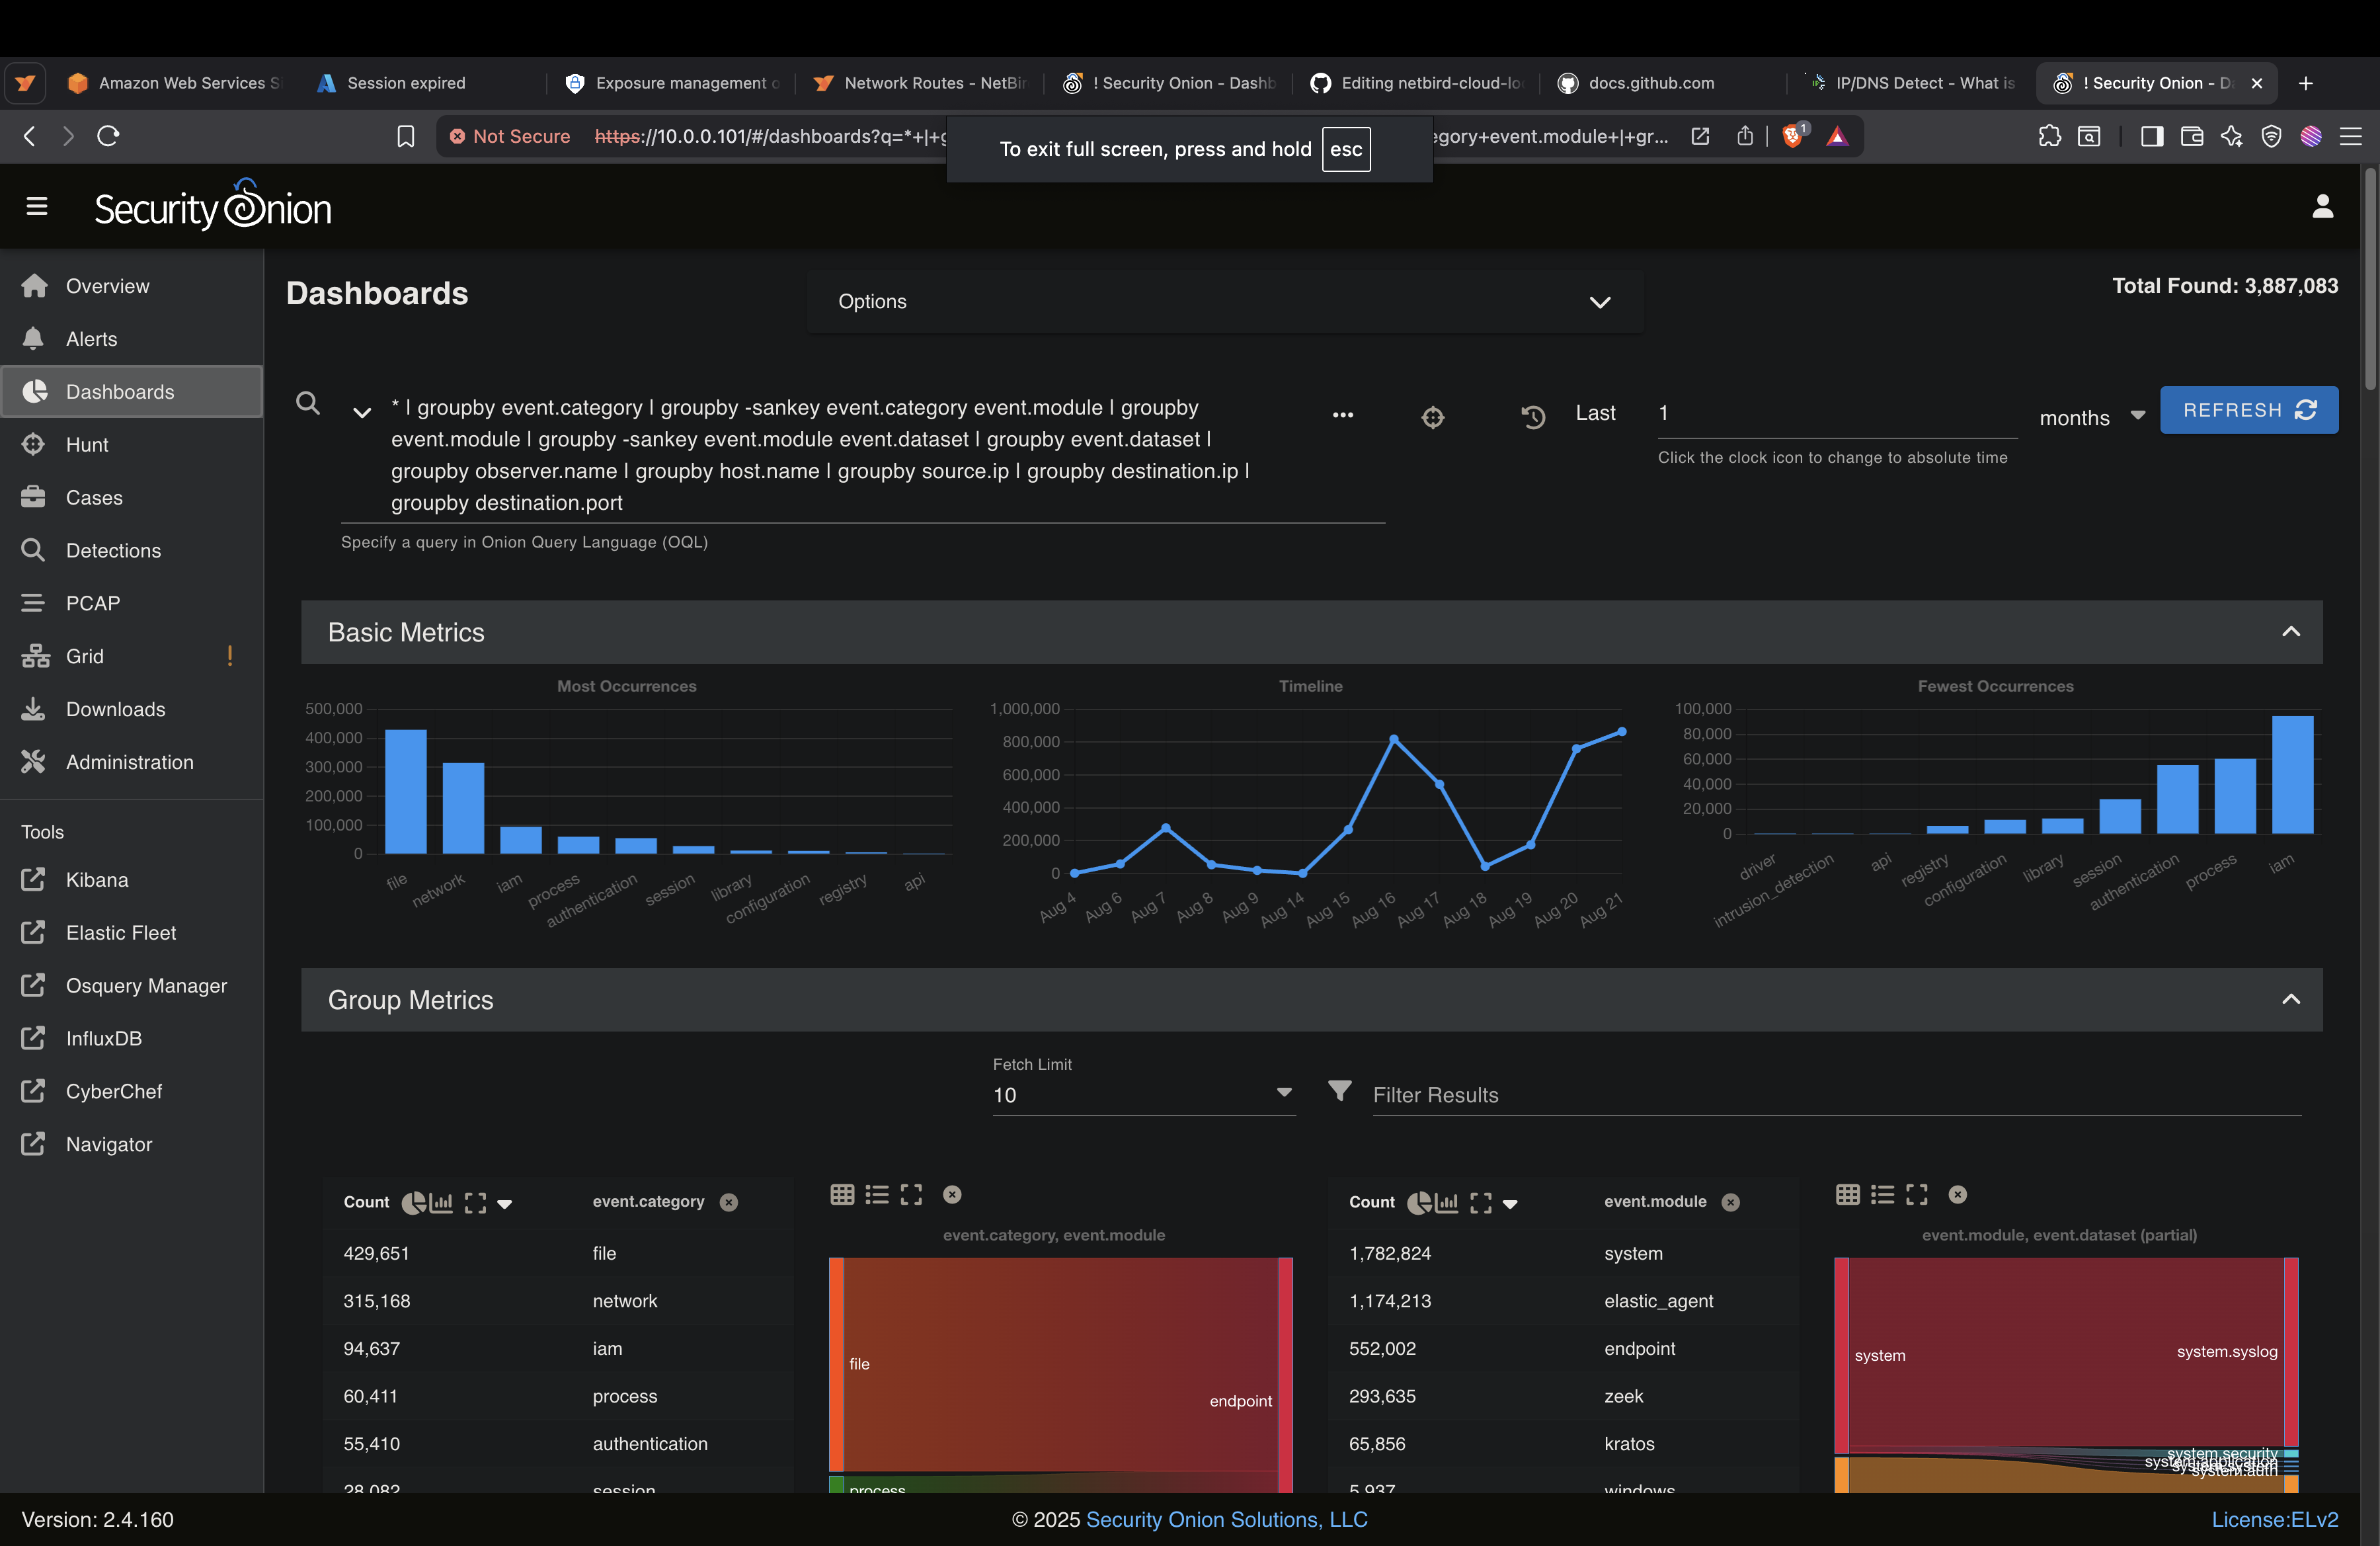 Amazon Web Services S
Session expired
Exposure management o
Network Routes - NetBir
! Security Onion - Dashb
Editing netbird-cloud-lo
docs.github.com
IP/DNS Detect - What is
! Security Onion - D
Not Secure
https://10.0.0.101/#/dashboards?q=*+|+g
egory+event.module+|+gr...
1
To exit full screen, press and hold esc
Security Onion
Overview
Alerts
Dashboards
Hunt
Cases
Detections
PCAP
Grid !
Downloads
Administration
Tools
Kibana
Elastic Fleet
Osquery Manager
InfluxDB
CyberChef
Navigator
Dashboards
Options
Total Found: 3,887,083
* | groupby event.category | groupby -sankey event.category event.module | groupby
event.module | groupby -sankey event.module event.dataset | groupby event.dataset |
groupby observer.name | groupby host.name | groupby source.ip | groupby destination.ip |
groupby destination.port
Specify a query in Onion Query Language (OQL)
Last 1 months
Click the clock icon to change to absolute time
REFRESH
Basic Metrics
Most Occurrences
500,000
400,000
300,000
200,000
100,000
0
file network iam process authentication session library configuration registry api
Timeline
1,000,000
800,000
600,000
400,000
200,000
0
Aug 4 Aug 6 Aug 7 Aug 8 Aug 9 Aug 14 Aug 15 Aug 16 Aug 17 Aug 18 Aug 19 Aug 20 Aug 21
Fewest Occurrences
100,000
80,000
60,000
40,000
20,000
0
driver intrusion_detection api registry configuration library session authentication process iam
Group Metrics
Fetch Limit
10
Filter Results
Count event.category
429,651 file
315,168 network
94,637 iam
60,411 process
55,410 authentication
28,082 session
event.category, event.module
file
endpoint
process
Count event.module
1,782,824 system
1,174,213 elastic_agent
552,002 endpoint
293,635 zeek
65,856 kratos
5,937 windows
event.module, event.dataset (partial)
system
system.syslog
system.security
system.application
system.system
system.auth
Version: 2.4.160
© 2025 Security Onion Solutions, LLC
License:ELv2